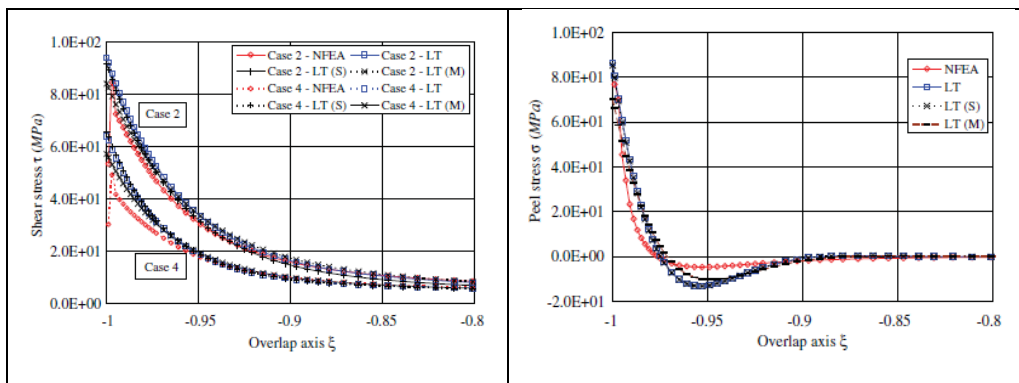 1.0E+02
8.0E+01
6.0E+01
4.0E+01
2.0E+01
0.0E+00
Shear stress τ (MPa)
Case 2 - NFEA
Case 2 - LT
Case 2 - LT (S)
Case 2 - LT (M)
Case 4 - NFEA
Case 4 - LT
Case 4 - LT (S)
Case 4 - LT (M)
Case 2
Case 4
-1
-0.95
-0.9
-0.85
-0.8
Overlap axis ξ
1.0E+02
8.0E+01
6.0E+01
4.0E+01
2.0E+01
0.0E+00
-2.0E+01
Peel stress σ (MPa)
NFEA
LT
LT (S)
LT (M)
-1
-0.95
-0.9
-0.85
-0.8
Overlap axis ξ